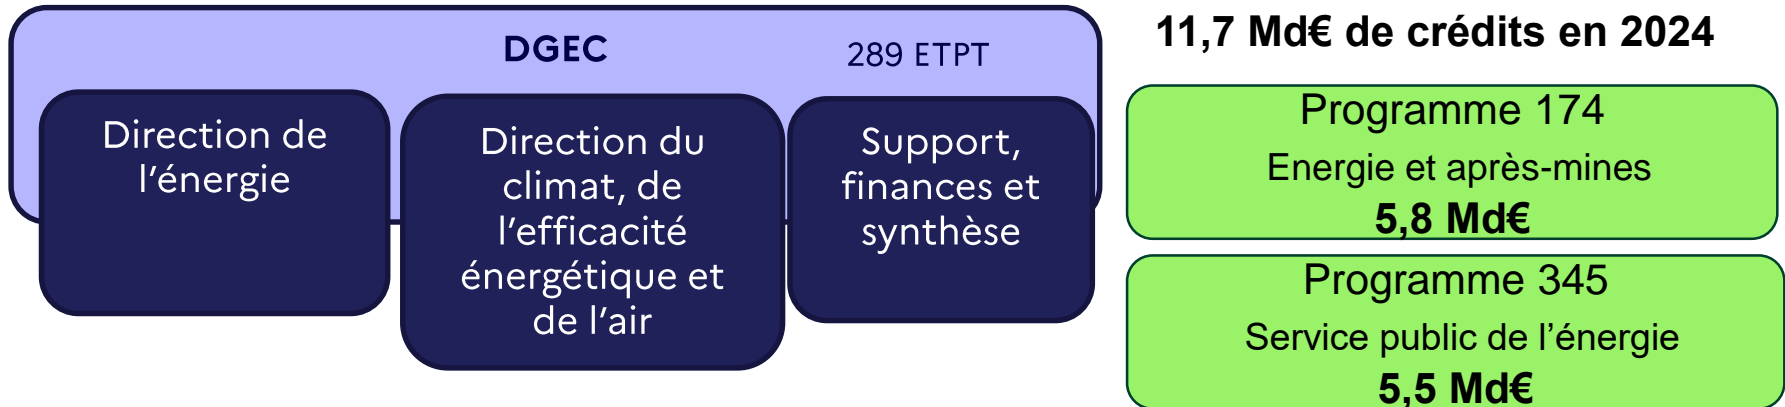 DGEC
289 ETPT
Direction de
l'énergie
Direction du
climat, de
l'efficacité
énergétique et
de l'air
Support,
finances et
synthèse
11,7 Md€ de crédits en 2024
Programme 174
Energie et après-mines
5,8 Md€
Programme 345
Service public de l'énergie
5,5 Md€